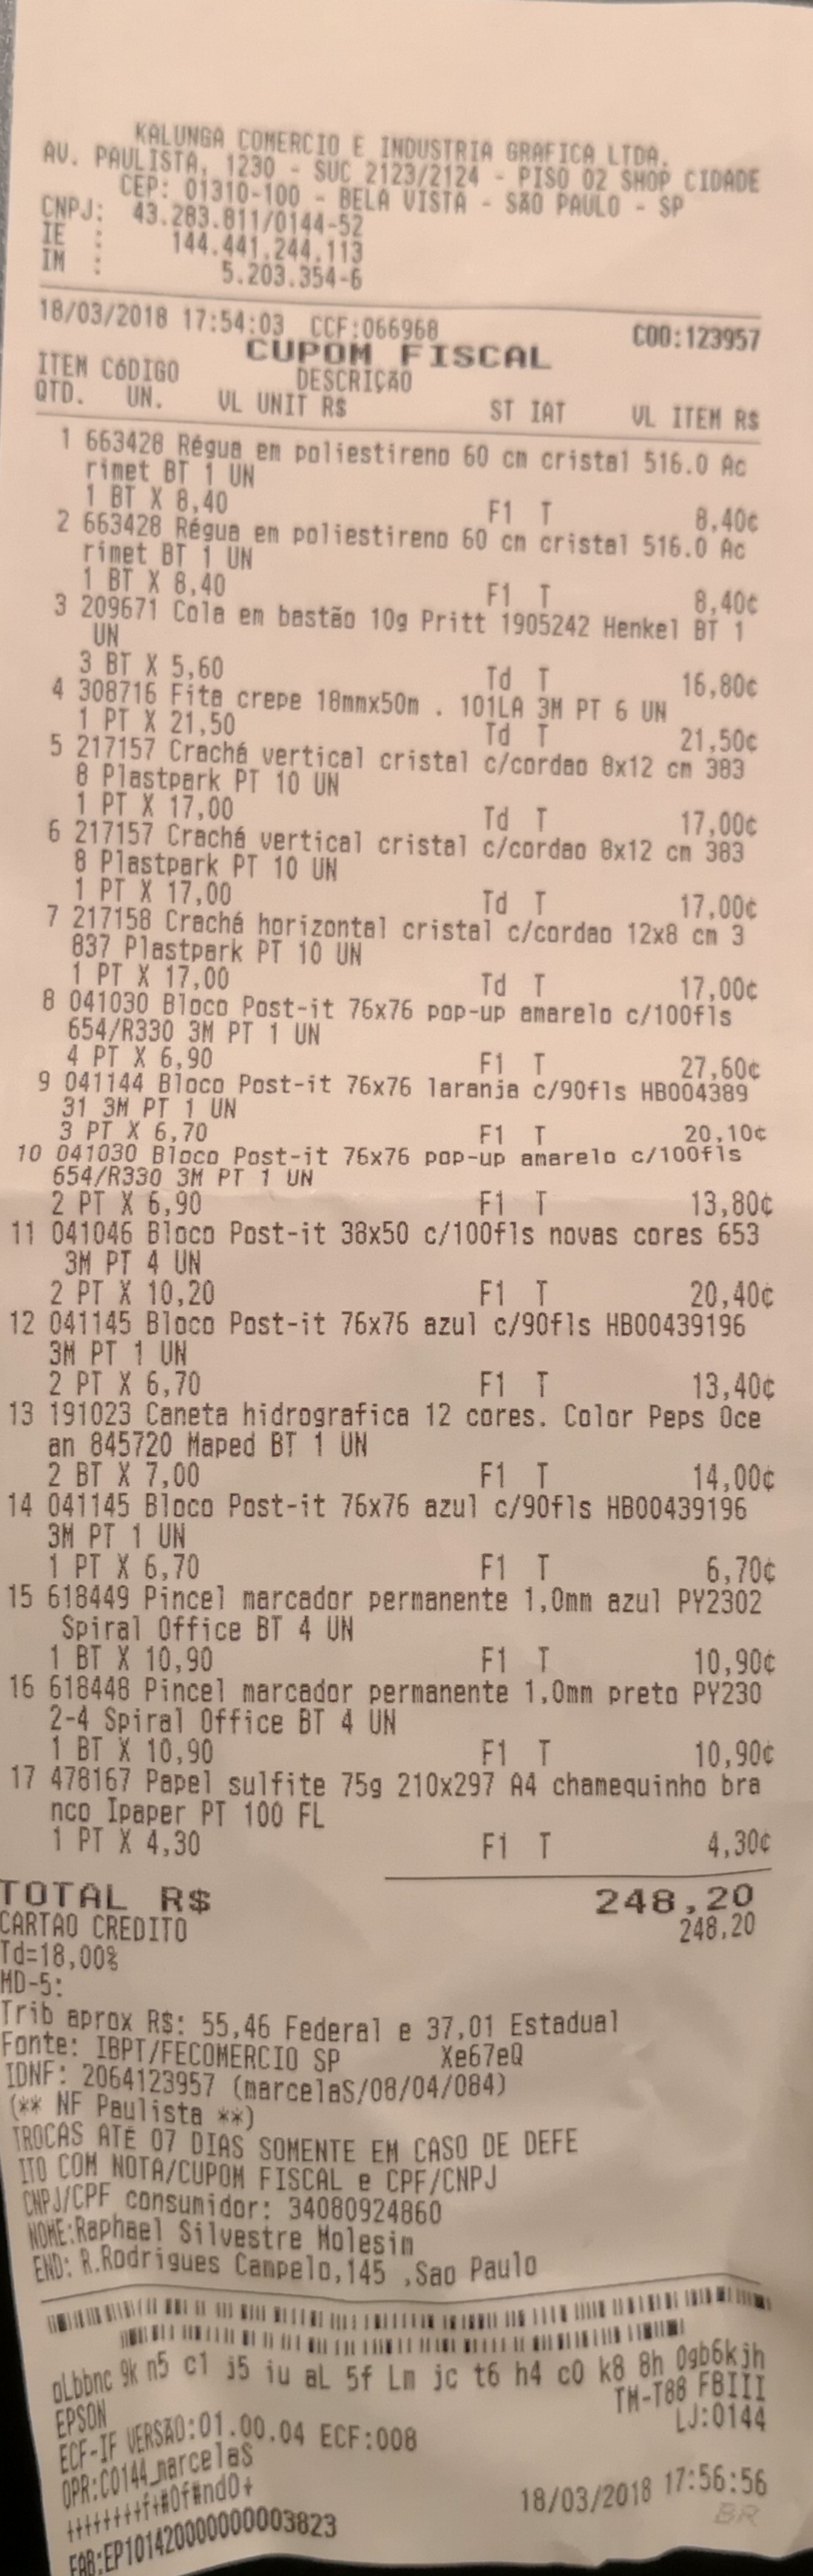 KALUNGA COMERCIO E INDUSTRIA GRAFICA LTDA.
AV. PAULISTA, 1230 - SUC 2123/2124 - PISO 02 SHOP CIDADE
CEP: 01310-100 - BELA VISTA - SãO PAULO - SP
CNPJ: 43.283.811/0144-52
IE : 144.441.244.113
IM : 5.203.354-6
18/03/2018 17:54:03 CCF:066968 COO:123957
CUPOM FISCAL
ITEM CóDIGO DESCRIÇãO
QTD. UN. VL UNIT R$ ST IAT VL ITEM R$
1 663428 Régua em poliestireno 60 cm cristal 516.0 Ac
rimet BT 1 UN
1 BT X 8,40 F1 T 8,40¢
2 663428 Régua em poliestireno 60 cm cristal 516.0 Ac
rimet BT 1 UN
1 BT X 8,40 F1 T 8,40¢
3 209671 Cola em bastão 10g Pritt 1905242 Henkel BT 1
UN
3 BT X 5,60 Td T 16,80¢
4 308716 Fita crepe 18mmx50m . 101LA 3M PT 6 UN
1 PT X 21,50 Td T 21,50¢
5 217157 Crachá vertical cristal c/cordao 8x12 cm 383
8 Plastpark PT 10 UN
1 PT X 17,00 Td T 17,00¢
6 217157 Crachá vertical cristal c/cordao 8x12 cm 383
8 Plastpark PT 10 UN
1 PT X 17,00 Td T 17,00¢
7 217158 Crachá horizontal cristal c/cordao 12x8 cm 3
837 Plastpark PT 10 UN
1 PT X 17,00 Td T 17,00¢
8 041030 Bloco Post-it 76x76 pop-up amarelo c/100fls
654/R330 3M PT 1 UN
4 PT X 6,90 F1 T 27,60¢
9 041144 Bloco Post-it 76x76 laranja c/90fls HB004389
31 3M PT 1 UN
3 PT X 6,70 F1 T 20,10¢
10 041030 Bloco Post-it 76x76 pop-up amarelo c/100fls
654/R330 3M PT 1 UN
2 PT X 6,90 F1 T 13,80¢
11 041046 Bloco Post-it 38x50 c/100fls novas cores 653
3M PT 4 UN
2 PT X 10,20 F1 T 20,40¢
12 041145 Bloco Post-it 76x76 azul c/90fls HB00439196
3M PT 1 UN
2 PT X 6,70 F1 T 13,40¢
13 191023 Caneta hidrografica 12 cores. Color Peps Oce
an 845720 Maped BT 1 UN
2 BT X 7,00 F1 T 14,00¢
14 041145 Bloco Post-it 76x76 azul c/90fls HB00439196
3M PT 1 UN
1 PT X 6,70 F1 T 6,70¢
15 618449 Pincel marcador permanente 1,0mm azul PY2302
Spiral Office BT 4 UN
1 BT X 10,90 F1 T 10,90¢
16 618448 Pincel marcador permanente 1,0mm preto PY230
2-4 Spiral Office BT 4 UN
1 BT X 10,90 F1 T 10,90¢
17 478167 Papel sulfite 75g 210x297 A4 chamequinho bra
nco Ipaper PT 100 FL
1 PT X 4,30 F1 T 4,30¢
TOTAL R$ 248,20
CARTAO CREDITO 248,20
Td=18,00%
MD-5:
Trib aprox R$: 55,46 Federal e 37,01 Estadual
Fonte: IBPT/FECOMERCIO SP Xe67eQ
IDNF: 2064123957 (marcelaS/08/04/084)
(** NF Paulista **)
TROCAS ATÉ 07 DIAS SOMENTE EM CASO DE DEFE
ITO COM NOTA/CUPOM FISCAL e CPF/CNPJ
CNPJ/CPF consumidor: 34080924860
NOME:Raphael Silvestre Molesim
END: R.Rodrigues Campelo,145 ,Sao Paulo
oLbbnc 9k n5 c1 j5 iu aL 5f Lm jc t6 h4 c0 k8 8h 0gb6kjh
EPSON TM-T88 FBIII
ECF-IF VERSãO:01.00.04 ECF:008 LJ:0144
OPR:C0144_marcelaS
++++++++f+#0f#ndO+ 18/03/2018 17:56:56
FAB:EP101420000000003823 BR